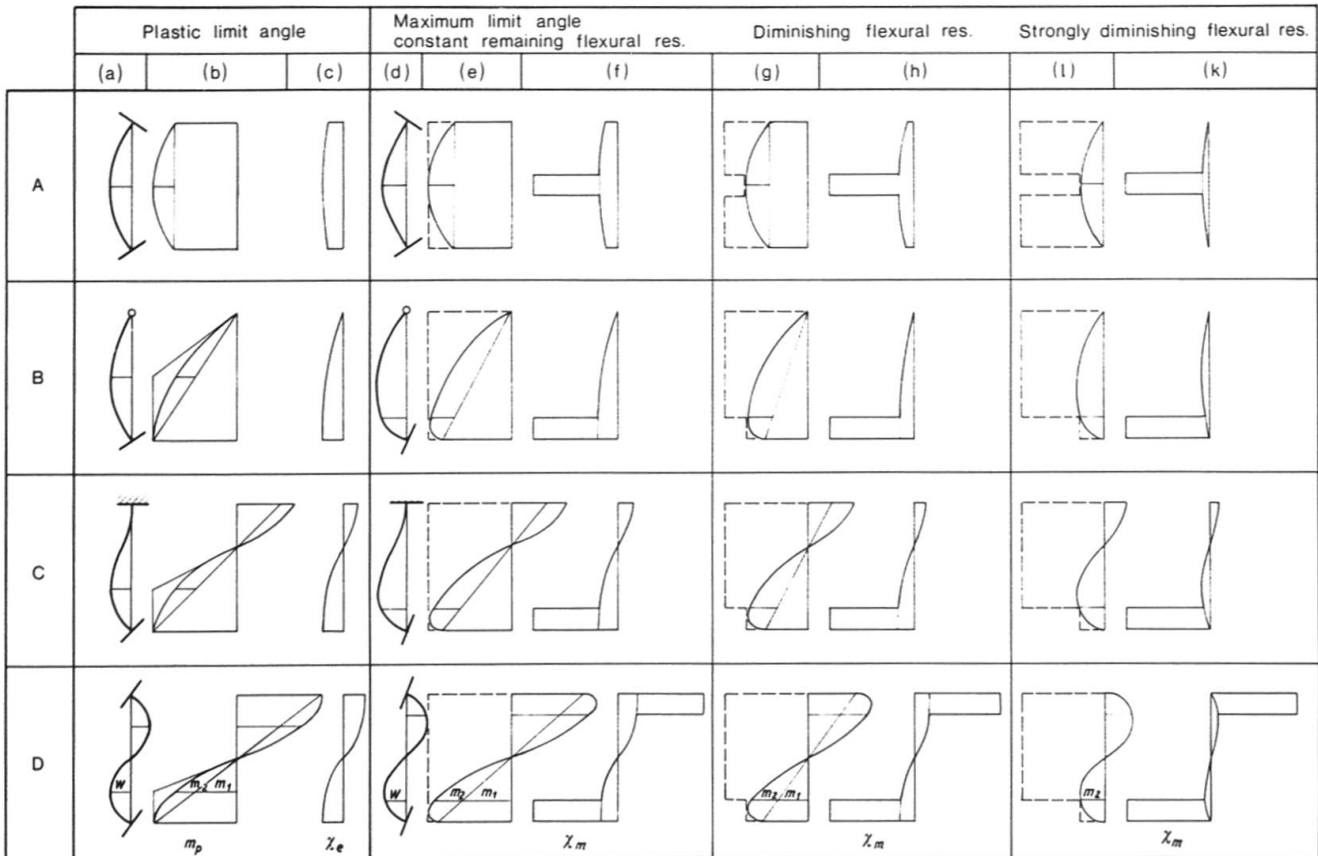 Plastic limit angle
Maximum limit angle
constant remaining flexural res.
Diminishing flexural res.
Strongly diminishing flexural res.
(a) (b) (c) (d) (e) (f) (g) (h) (l) (k)
A
B
C
D
w m₂ m₁ w m₂ m₁ m₂ m₁ m₂
mₚ χₑ χₘ χₘ χₘ